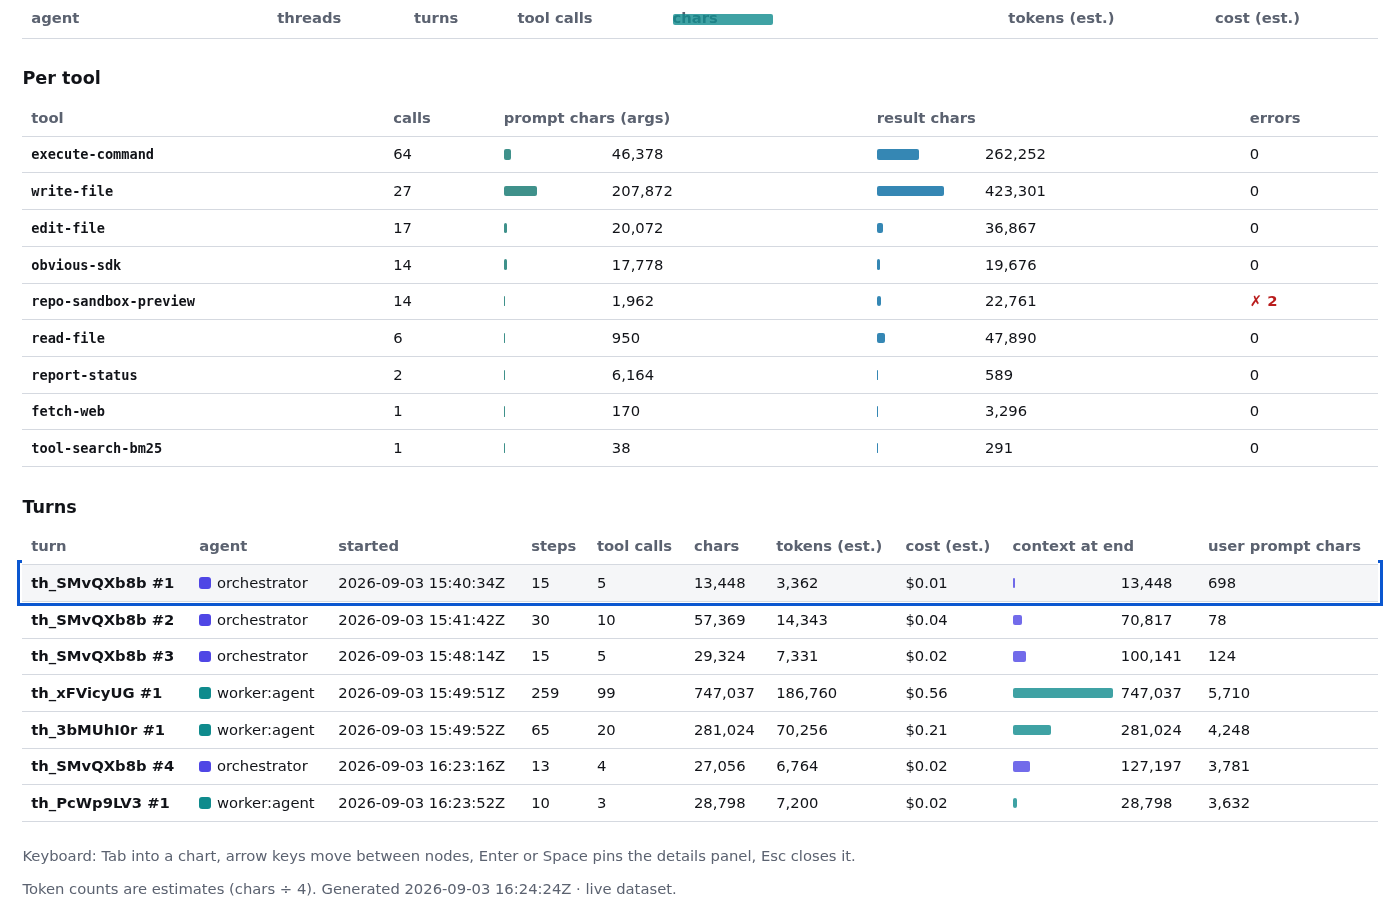 agent threads turns tool calls chars tokens (est.) cost (est.)
Per tool
tool calls prompt chars (args) result chars errors
execute-command 64 46,378 262,252 0
write-file 27 207,872 423,301 0
edit-file 17 20,072 36,867 0
obvious-sdk 14 17,778 19,676 0
repo-sandbox-preview 14 1,962 22,761 ✗ 2
read-file 6 950 47,890 0
report-status 2 6,164 589 0
fetch-web 1 170 3,296 0
tool-search-bm25 1 38 291 0
Turns
turn agent started steps tool calls chars tokens (est.) cost (est.) context at end user prompt chars
th_SMvQXb8b #1 orchestrator 2026-09-03 15:40:34Z 15 5 13,448 3,362 $0.01 13,448 698
th_SMvQXb8b #2 orchestrator 2026-09-03 15:41:42Z 30 10 57,369 14,343 $0.04 70,817 78
th_SMvQXb8b #3 orchestrator 2026-09-03 15:48:14Z 15 5 29,324 7,331 $0.02 100,141 124
th_xFVicyUG #1 worker:agent 2026-09-03 15:49:51Z 259 99 747,037 186,760 $0.56 747,037 5,710
th_3bMUhI0r #1 worker:agent 2026-09-03 15:49:52Z 65 20 281,024 70,256 $0.21 281,024 4,248
th_SMvQXb8b #4 orchestrator 2026-09-03 16:23:16Z 13 4 27,056 6,764 $0.02 127,197 3,781
th_PcWp9LV3 #1 worker:agent 2026-09-03 16:23:52Z 10 3 28,798 7,200 $0.02 28,798 3,632
Keyboard: Tab into a chart, arrow keys move between nodes, Enter or Space pins the details panel, Esc closes it.
Token counts are estimates (chars ÷ 4). Generated 2026-09-03 16:24:24Z · live dataset.